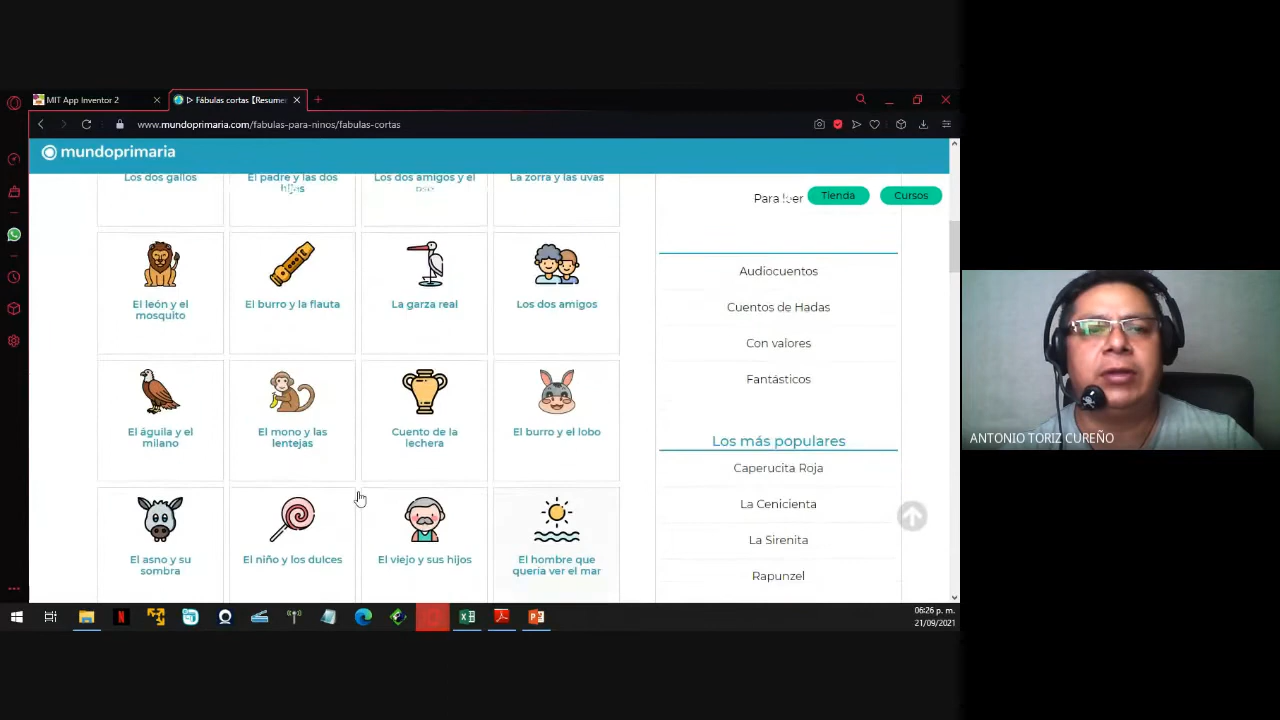 MIT App Inventor 2
Fábulas cortas [Resumen
www.mundoprimaria.com/fabulas-para-ninos/fabulas-cortas
mundoprimaria
Los dos gallos
El padre y las dos
hijas
Los dos amigos y el
oso
La zorra y las uvas
Para leer
Tienda
Cursos
El león y el
mosquito
El burro y la flauta
La garza real
Los dos amigos
Audiocuentos
Cuentos de Hadas
Con valores
Fantásticos
El águila y el
milano
El mono y las
lentejas
Cuento de la
lechera
El burro y el lobo
Los más populares
Caperucita Roja
La Cenicienta
La Sirenita
Rapunzel
El asno y su
sombra
El niño y los dulces
El viejo y sus hijos
El hombre que
quería ver el mar
ANTONIO TORIZ CUREÑO
06:26 p. m.
21/09/2021